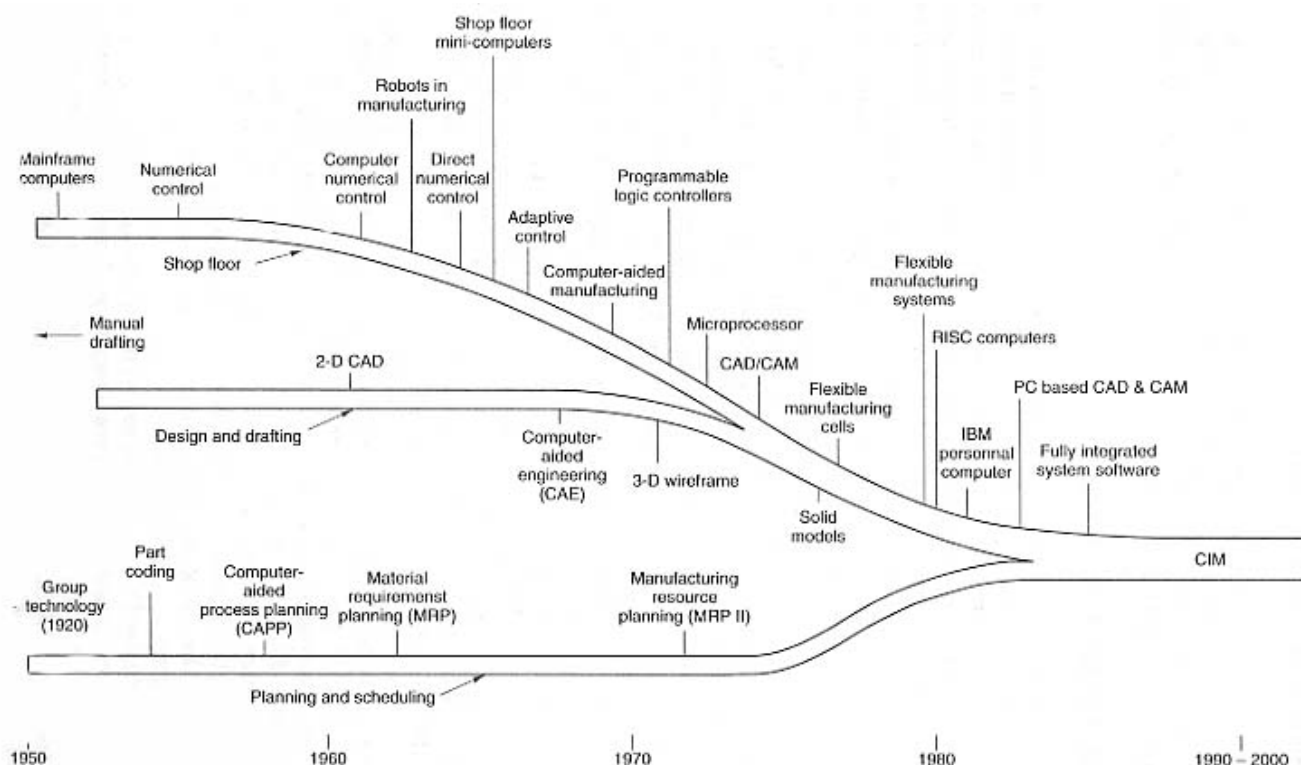 Shop floor
mini-computers
Robots in
manufacturing
Mainframe
computers
Numerical
control
Computer
numerical
control
Direct
numerical
control
Programmable
logic controllers
Adaptive
control
Shop floor
Computer-aided
manufacturing
Flexible
manufacturing
systems
Manual
drafting
Microprocessor
RISC computers
2-D CAD
CAD/CAM
Flexible
manufacturing
cells
PC based CAD & CAM
Design and drafting
Computer-
aided
engineering
(CAE)
3-D wireframe
IBM
personnal
computer
Fully integrated
system software
Solid
models
CIM
Group
technology
(1920)
Part
coding
Computer-
aided
process planning
(CAPP)
Material
requiremenst
planning (MRP)
Manufacturing
resource
planning (MRP II)
Planning and scheduling
1950
1960
1970
1980
1990 – 2000